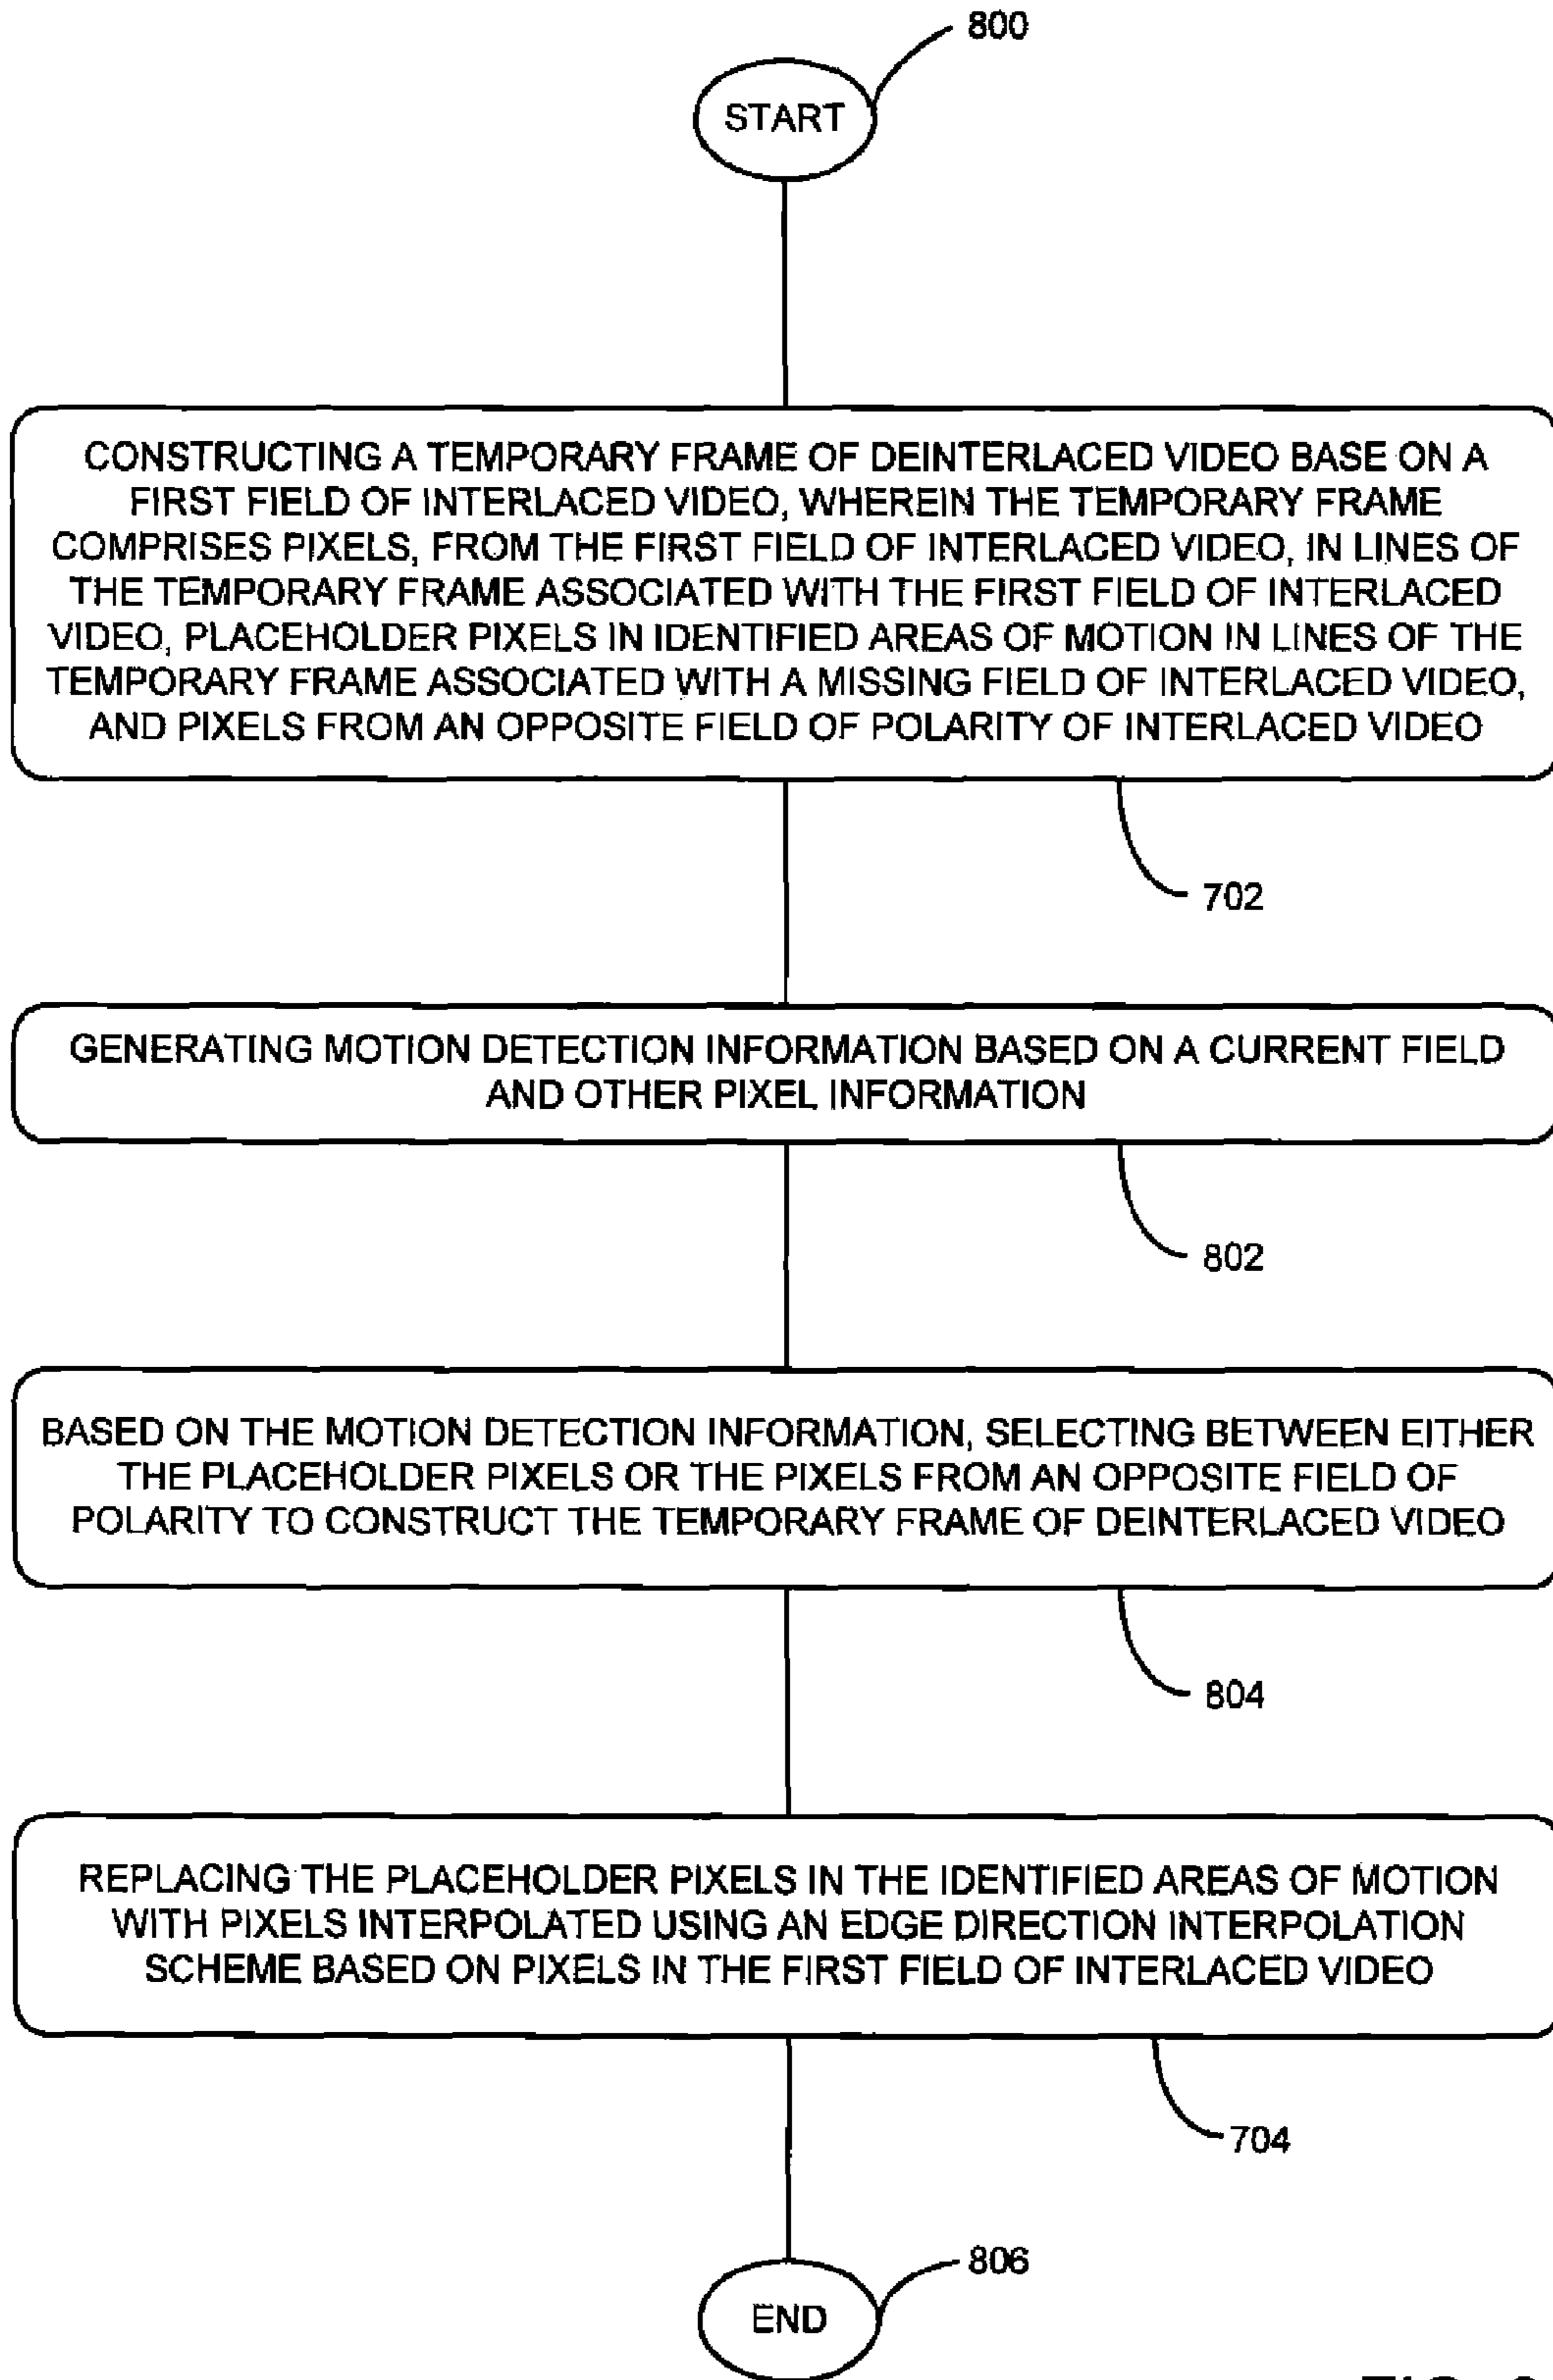 800
START
CONSTRUCTING A TEMPORARY FRAME OF DEINTERLACED VIDEO BASE ON A
FIRST FIELD OF INTERLACED VIDEO, WHEREIN THE TEMPORARY FRAME
COMPRISES PIXELS, FROM THE FIRST FIELD OF INTERLACED VIDEO, IN LINES OF
THE TEMPORARY FRAME ASSOCIATED WITH THE FIRST FIELD OF INTERLACED
VIDEO, PLACEHOLDER PIXELS IN IDENTIFIED AREAS OF MOTION IN LINES OF THE
TEMPORARY FRAME ASSOCIATED WITH A MISSING FIELD OF INTERLACED VIDEO,
AND PIXELS FROM AN OPPOSITE FIELD OF POLARITY OF INTERLACED VIDEO
702
GENERATING MOTION DETECTION INFORMATION BASED ON A CURRENT FIELD
AND OTHER PIXEL INFORMATION
802
BASED ON THE MOTION DETECTION INFORMATION, SELECTING BETWEEN EITHER
THE PLACEHOLDER PIXELS OR THE PIXELS FROM AN OPPOSITE FIELD OF
POLARITY TO CONSTRUCT THE TEMPORARY FRAME OF DEINTERLACED VIDEO
804
REPLACING THE PLACEHOLDER PIXELS IN THE IDENTIFIED AREAS OF MOTION
WITH PIXELS INTERPOLATED USING AN EDGE DIRECTION INTERPOLATION
SCHEME BASED ON PIXELS IN THE FIRST FIELD OF INTERLACED VIDEO
704
806
END